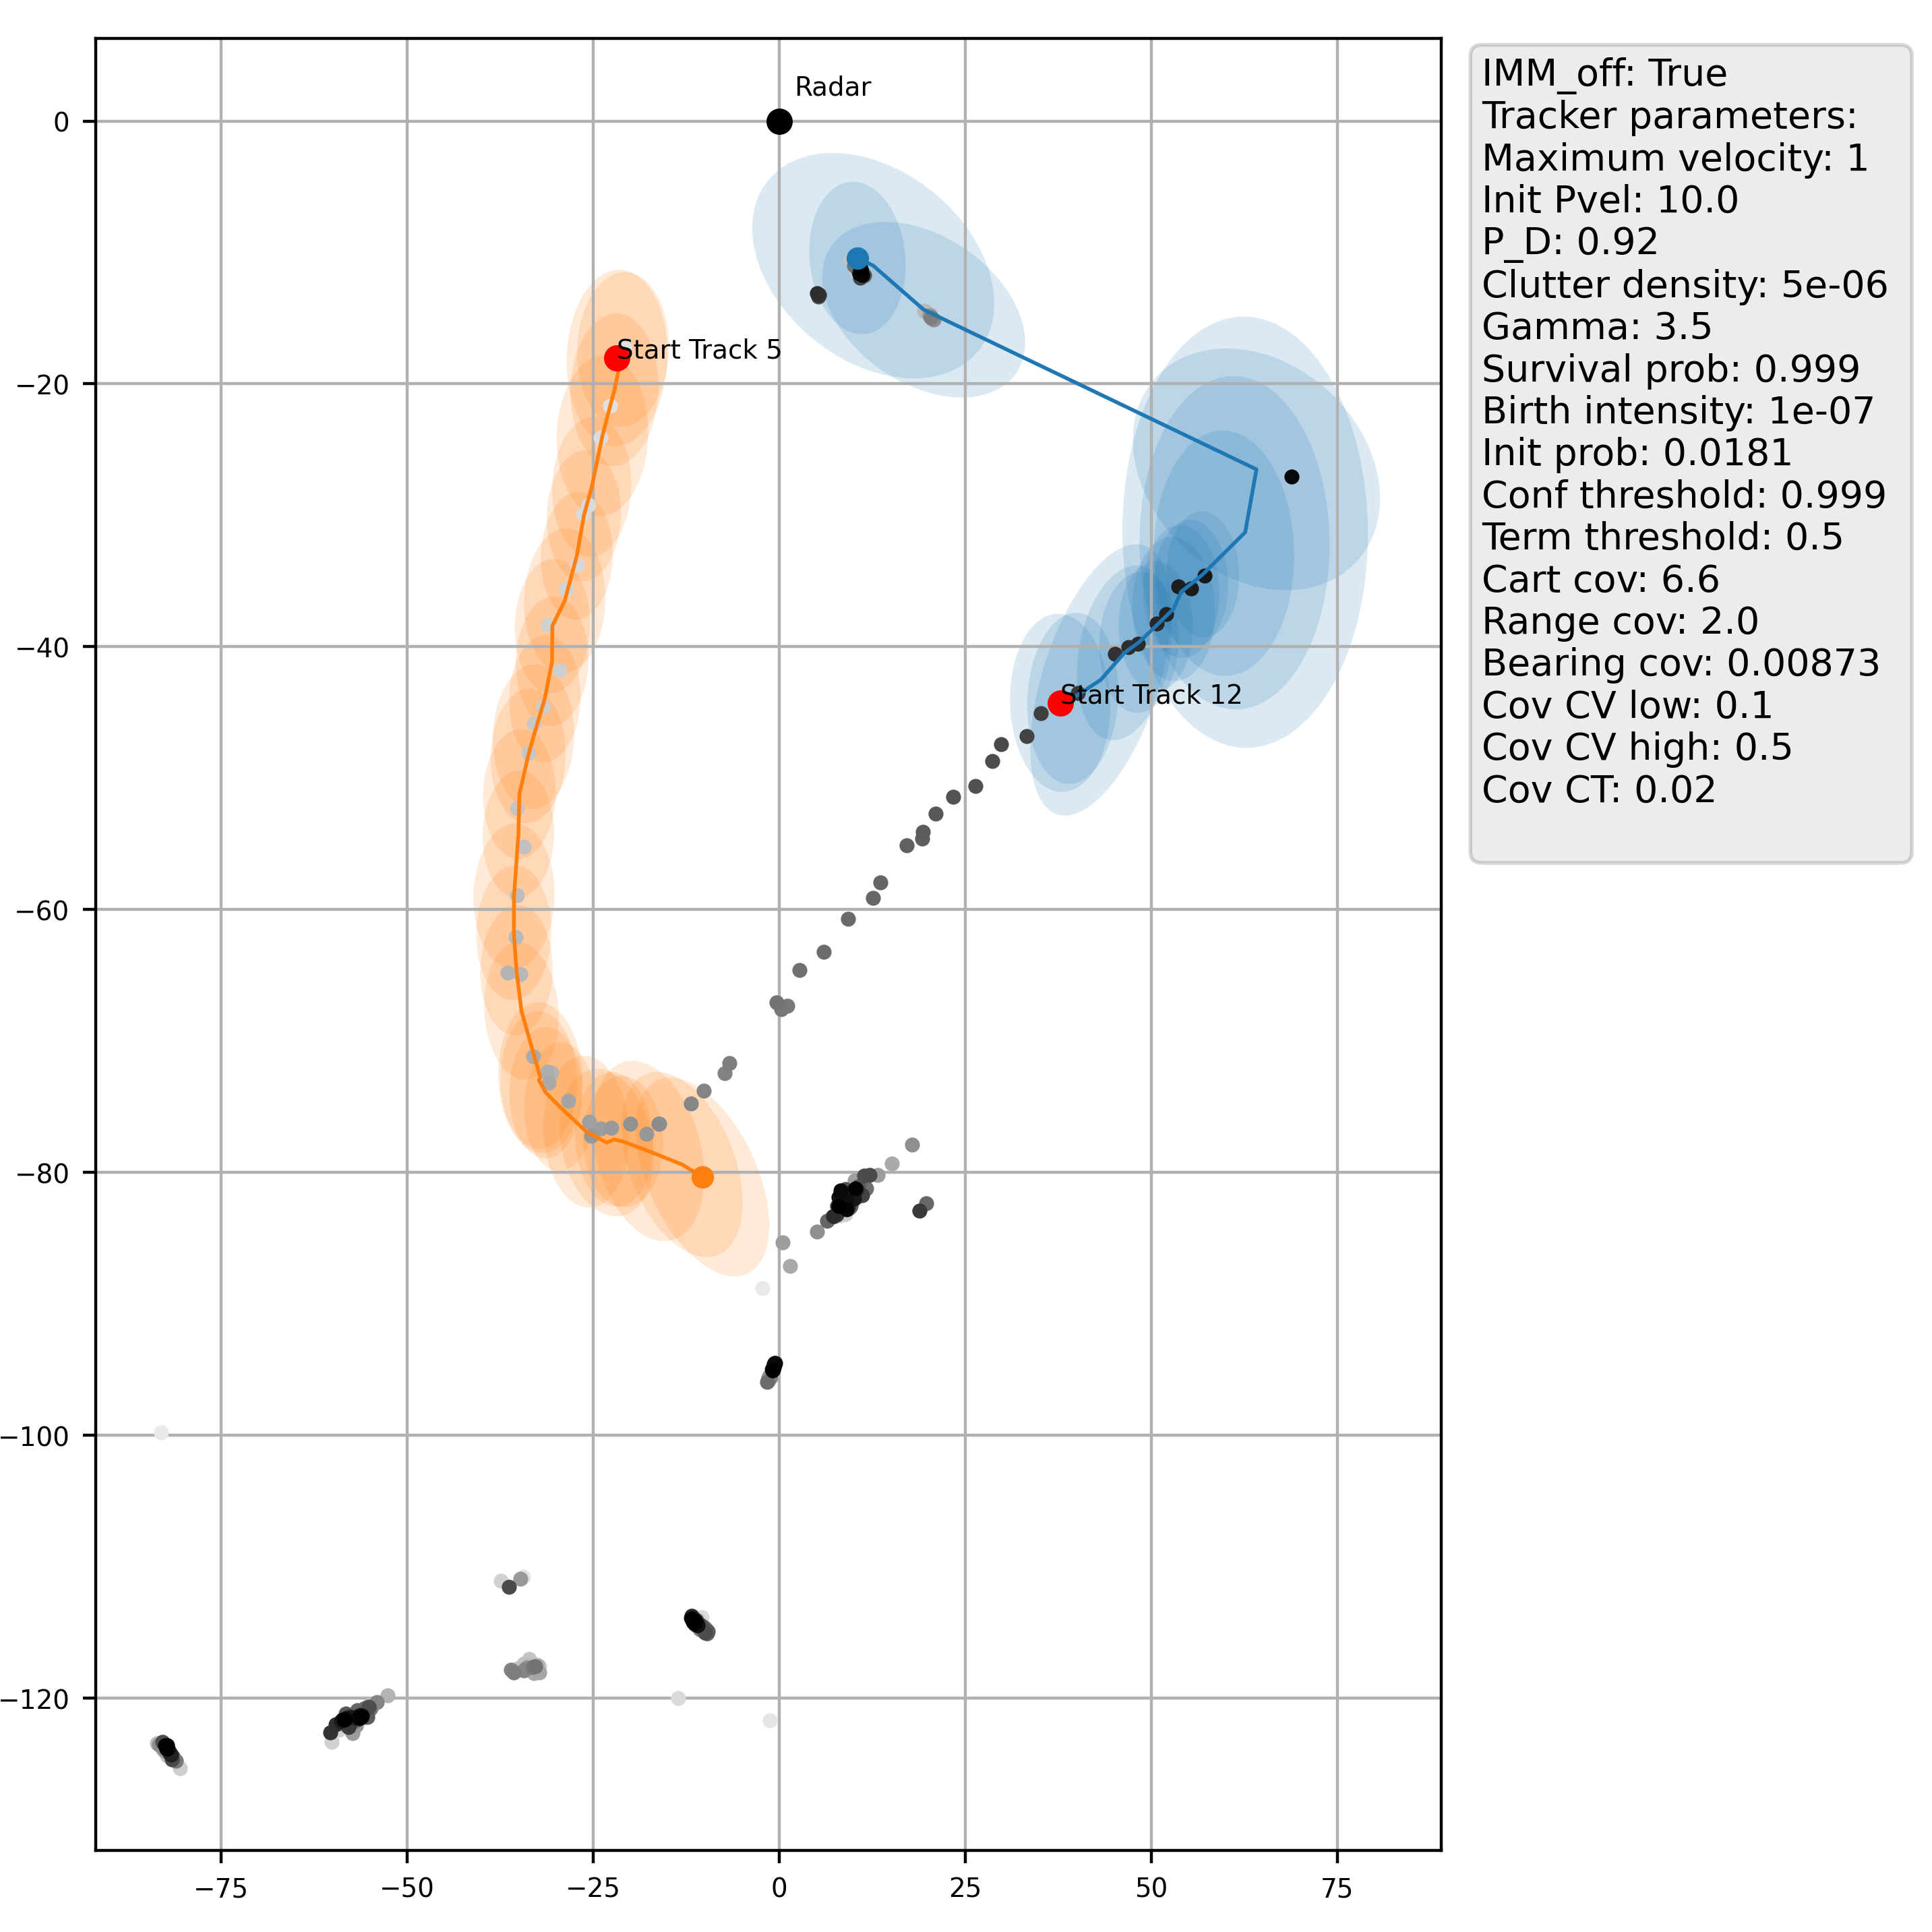 Radar
Start Track 5
Start Track 12
0
−20
−40
−60
−80
−100
−120
−75
−50
−25
0
25
50
75
IMM_off: True
Tracker parameters:
Maximum velocity: 1
Init Pvel: 10.0
P_D: 0.92
Clutter density: 5e-06
Gamma: 3.5
Survival prob: 0.999
Birth intensity: 1e-07
Init prob: 0.0181
Conf threshold: 0.999
Term threshold: 0.5
Cart cov: 6.6
Range cov: 2.0
Bearing cov: 0.00873
Cov CV low: 0.1
Cov CV high: 0.5
Cov CT: 0.02